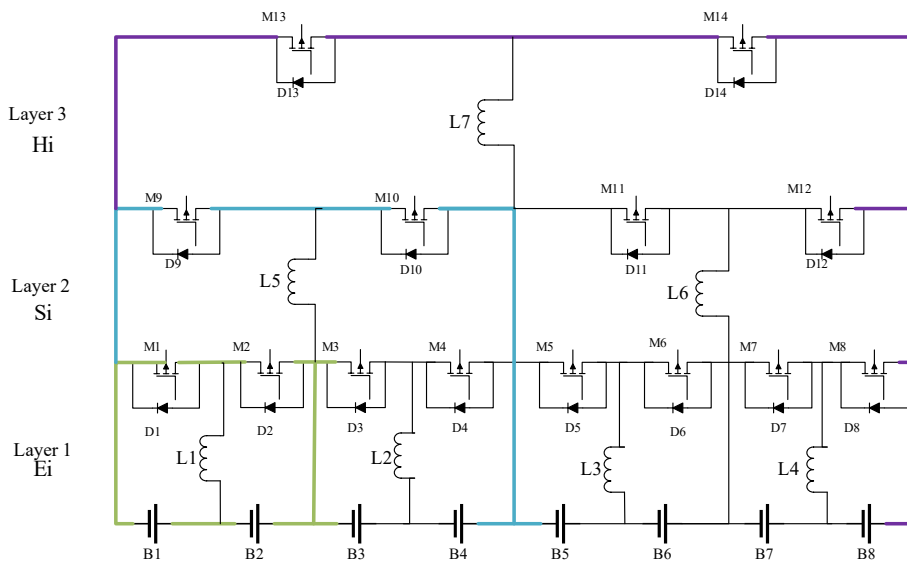 M13
M14
D13
D14
Layer 3
Hi
L7
M9
M10
M11
M12
D9
D10
D11
D12
Layer 2
Si
L5
L6
M1
M2
M3
M4
M5
M6
M7
M8
D1
D2
D3
D4
D5
D6
D7
D8
Layer 1
Ei
L1
L2
L3
L4
B1
B2
B3
B4
B5
B6
B7
B8